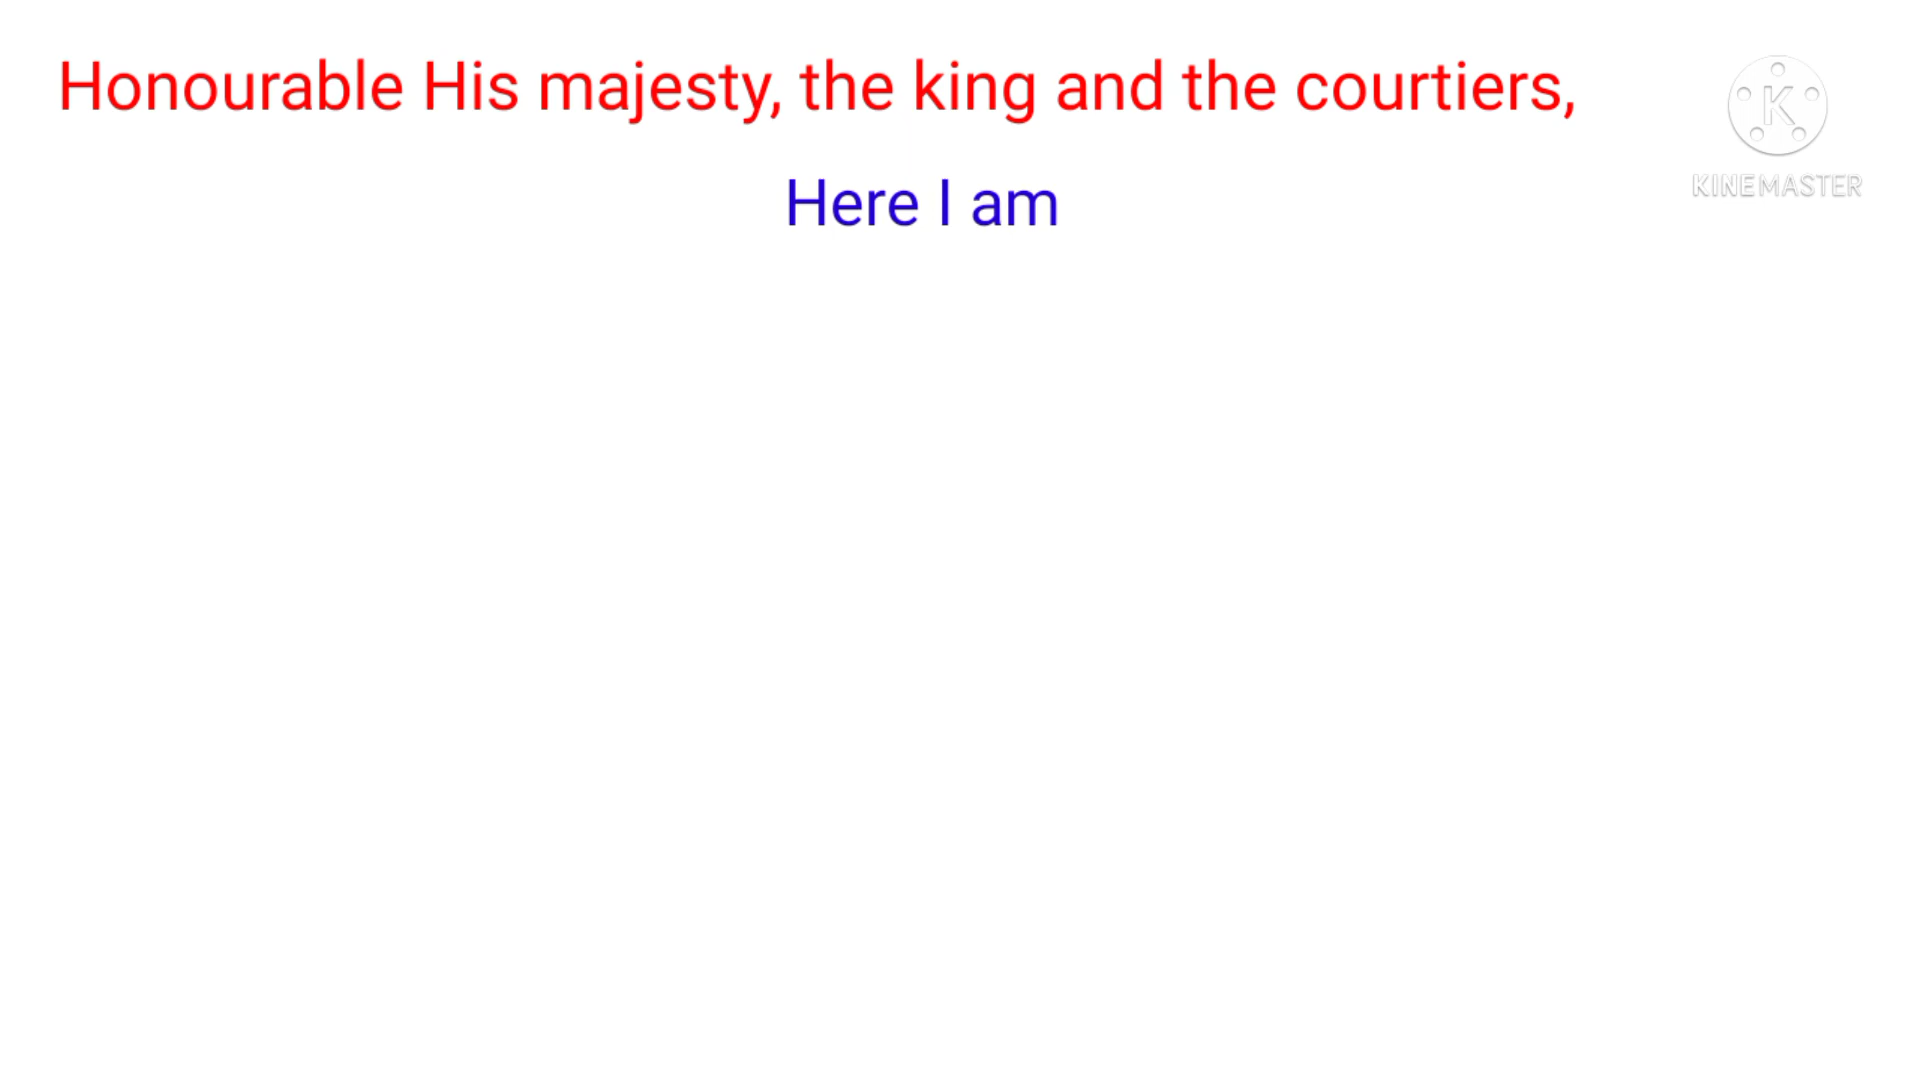 Honourable His majesty, the king and the courtiers,
Here I am
K
KINEMASTER